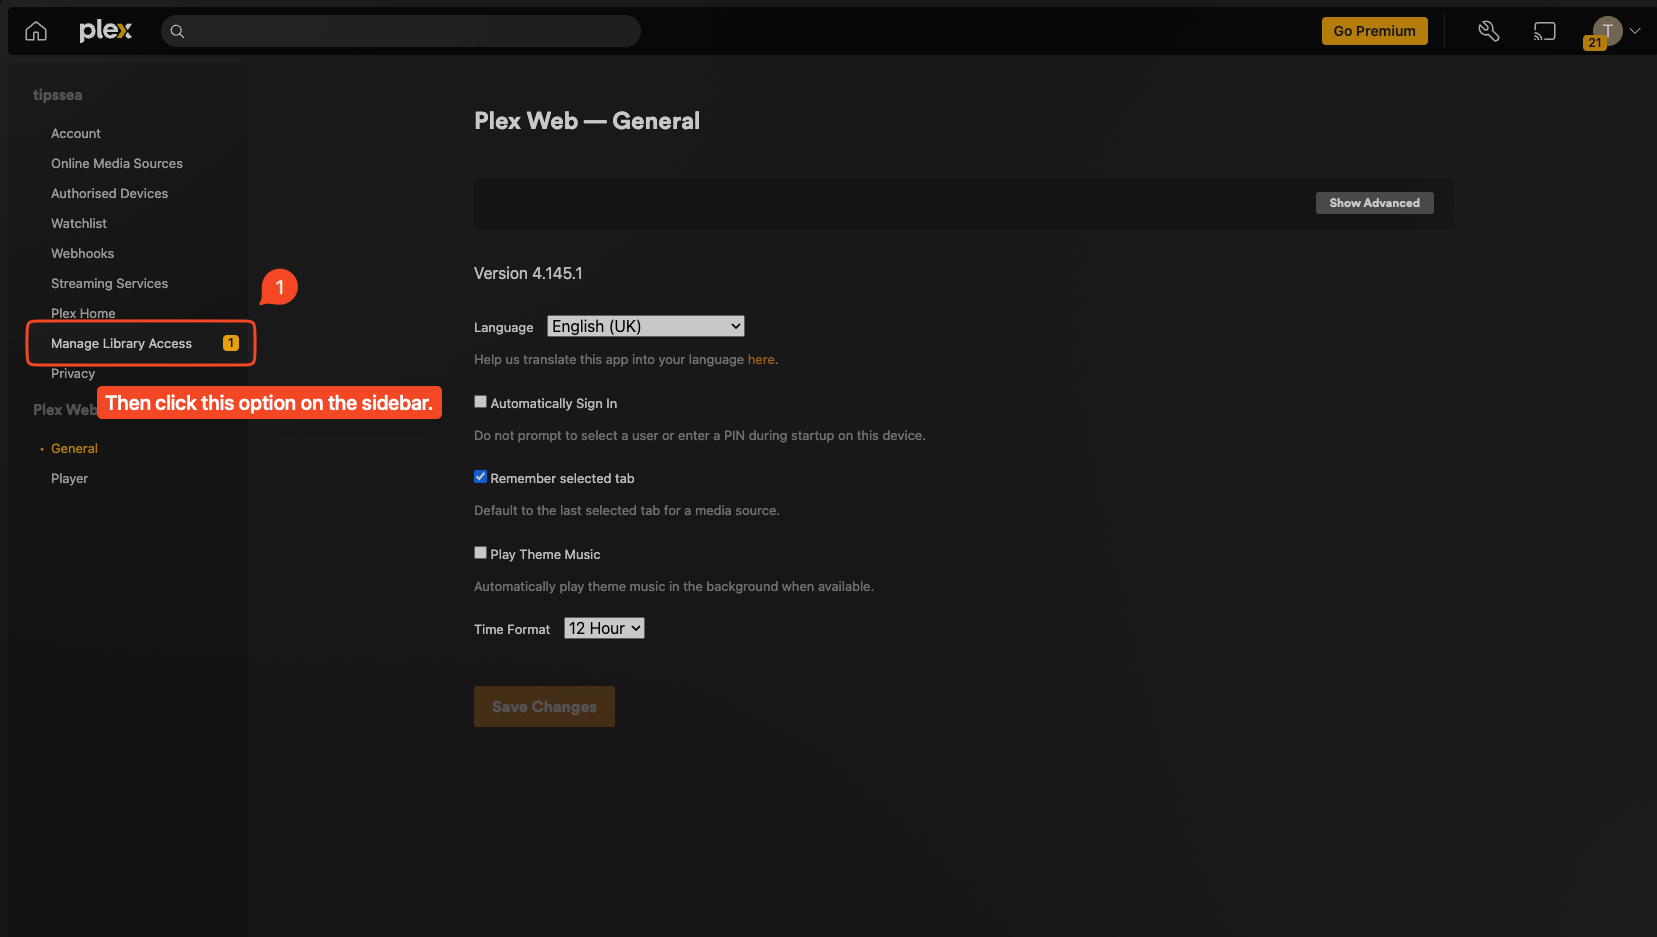 plex
Go Premium
T
21
tipssea
Account
Online Media Sources
Authorised Devices
Watchlist
Webhooks
Streaming Services
Plex Home
Manage Library Access 1
Privacy
1
Then click this option on the sidebar.
Plex Web
General
Player
Plex Web — General
Show Advanced
Version 4.145.1
Language English (UK)
Help us translate this app into your language here.
Automatically Sign In
Do not prompt to select a user or enter a PIN during startup on this device.
Remember selected tab
Default to the last selected tab for a media source.
Play Theme Music
Automatically play theme music in the background when available.
Time Format 12 Hour
Save Changes